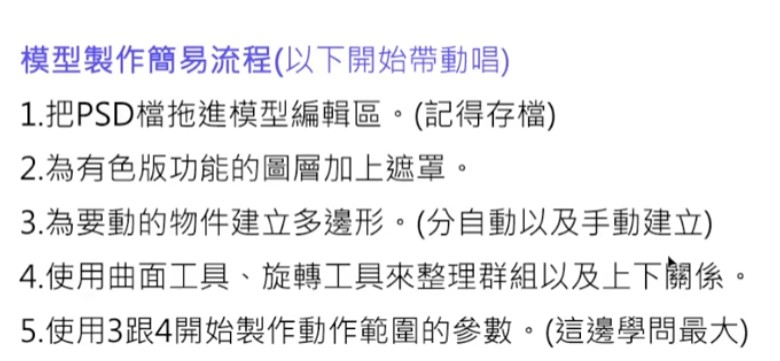 模型製作簡易流程(以下開始帶動唱)
1.把PSD檔拖進模型編輯區。(記得存檔)
2.為有色版功能的圖層加上遮罩。
3.為要動的物件建立多邊形。(分自動以及手動建立)
4.使用曲面工具、旋轉工具來整理群組以及上下關係。
5.使用3跟4開始製作動作範圍的參數。(這邊學問最大)